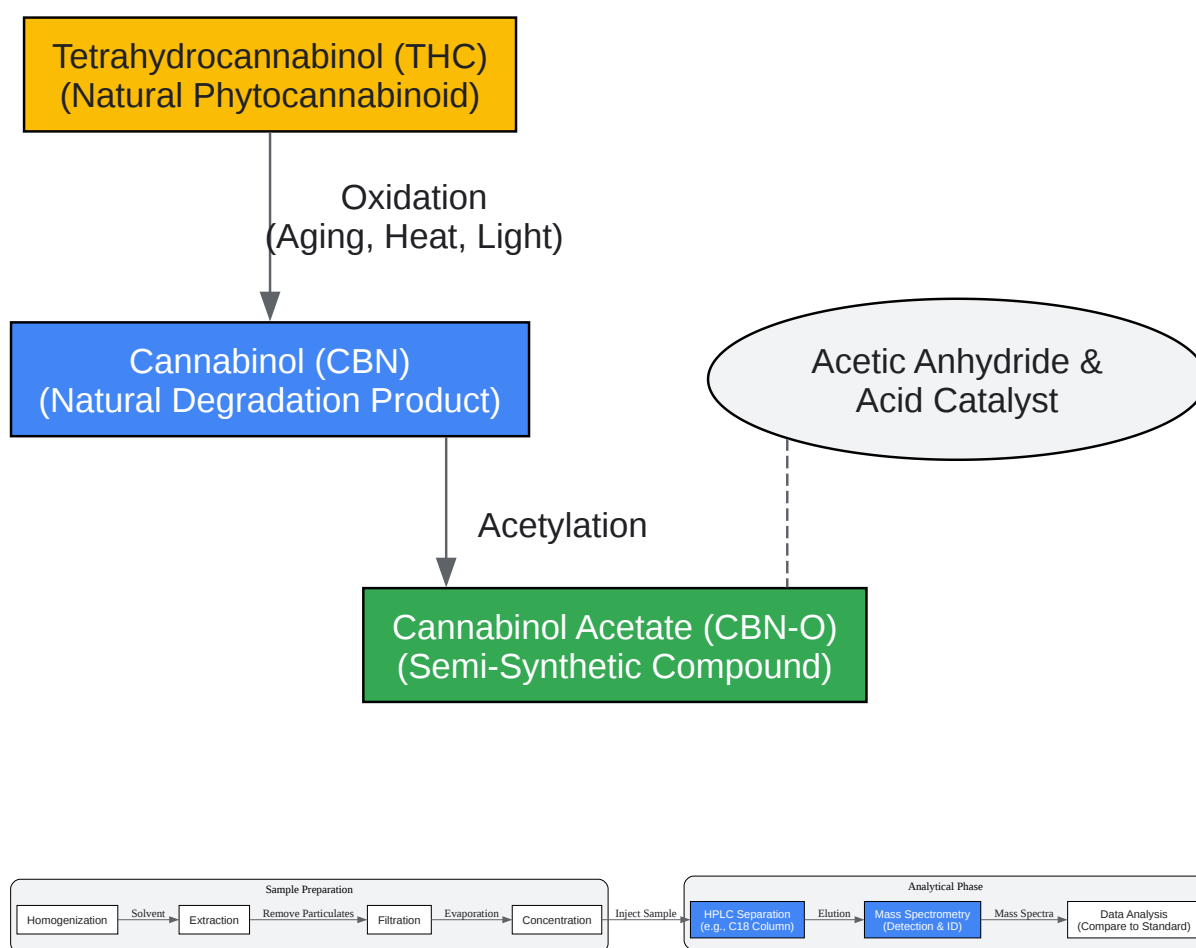 Tetrahydrocannabinol (THC)
(Natural Phytocannabinoid)
Oxidation
(Aging, Heat, Light)
Cannabinol (CBN)
(Natural Degradation Product)
Acetic Anhydride &
Acid Catalyst
Acetylation
Cannabinol Acetate (CBN-O)
(Semi-Synthetic Compound)
Sample Preparation
Homogenization
Solvent
Extraction
Remove Particulates
Filtration
Evaporation
Concentration
Inject Sample
Analytical Phase
HPLC Separation
(e.g., C18 Column)
Elution
Mass Spectrometry
(Detection & ID)
Mass Spectra
Data Analysis
(Compare to Standard)